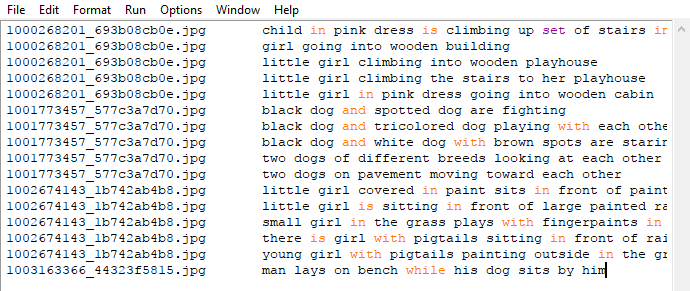 File Edit Format Run Options Window Help
1000268201_693b08cb0e.jpg child in pink dress is climbing up set of stairs in
1000268201_693b08cb0e.jpg girl going into wooden building
1000268201_693b08cb0e.jpg little girl climbing into wooden playhouse
1000268201_693b08cb0e.jpg little girl climbing the stairs to her playhouse
1000268201_693b08cb0e.jpg little girl in pink dress going into wooden cabin
1001773457_577c3a7d70.jpg black dog and spotted dog are fighting
1001773457_577c3a7d70.jpg black dog and tricolored dog playing with each othe
1001773457_577c3a7d70.jpg black dog and white dog with brown spots are starin
1001773457_577c3a7d70.jpg two dogs of different breeds looking at each other
1001773457_577c3a7d70.jpg two dogs on pavement moving toward each other
1002674143_1b742ab4b8.jpg little girl covered in paint sits in front of paint
1002674143_1b742ab4b8.jpg little girl is sitting in front of large painted ra
1002674143_1b742ab4b8.jpg small girl in the grass plays with fingerpaints in
1002674143_1b742ab4b8.jpg there is girl with pigtails sitting in front of rai
1002674143_1b742ab4b8.jpg young girl with pigtails painting outside in the gr
1003163366_44323f5815.jpg man lays on bench while his dog sits by him